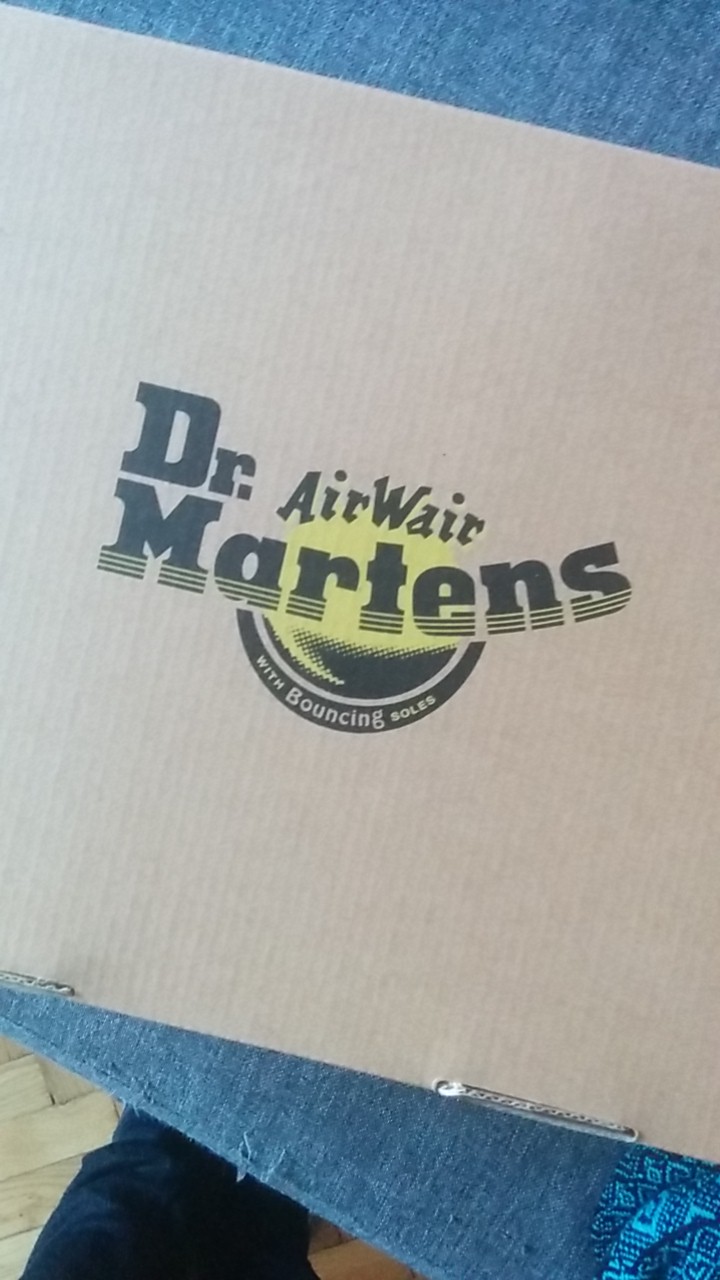 Dr.
AirWair
Martens
WITH Bouncing SOLES